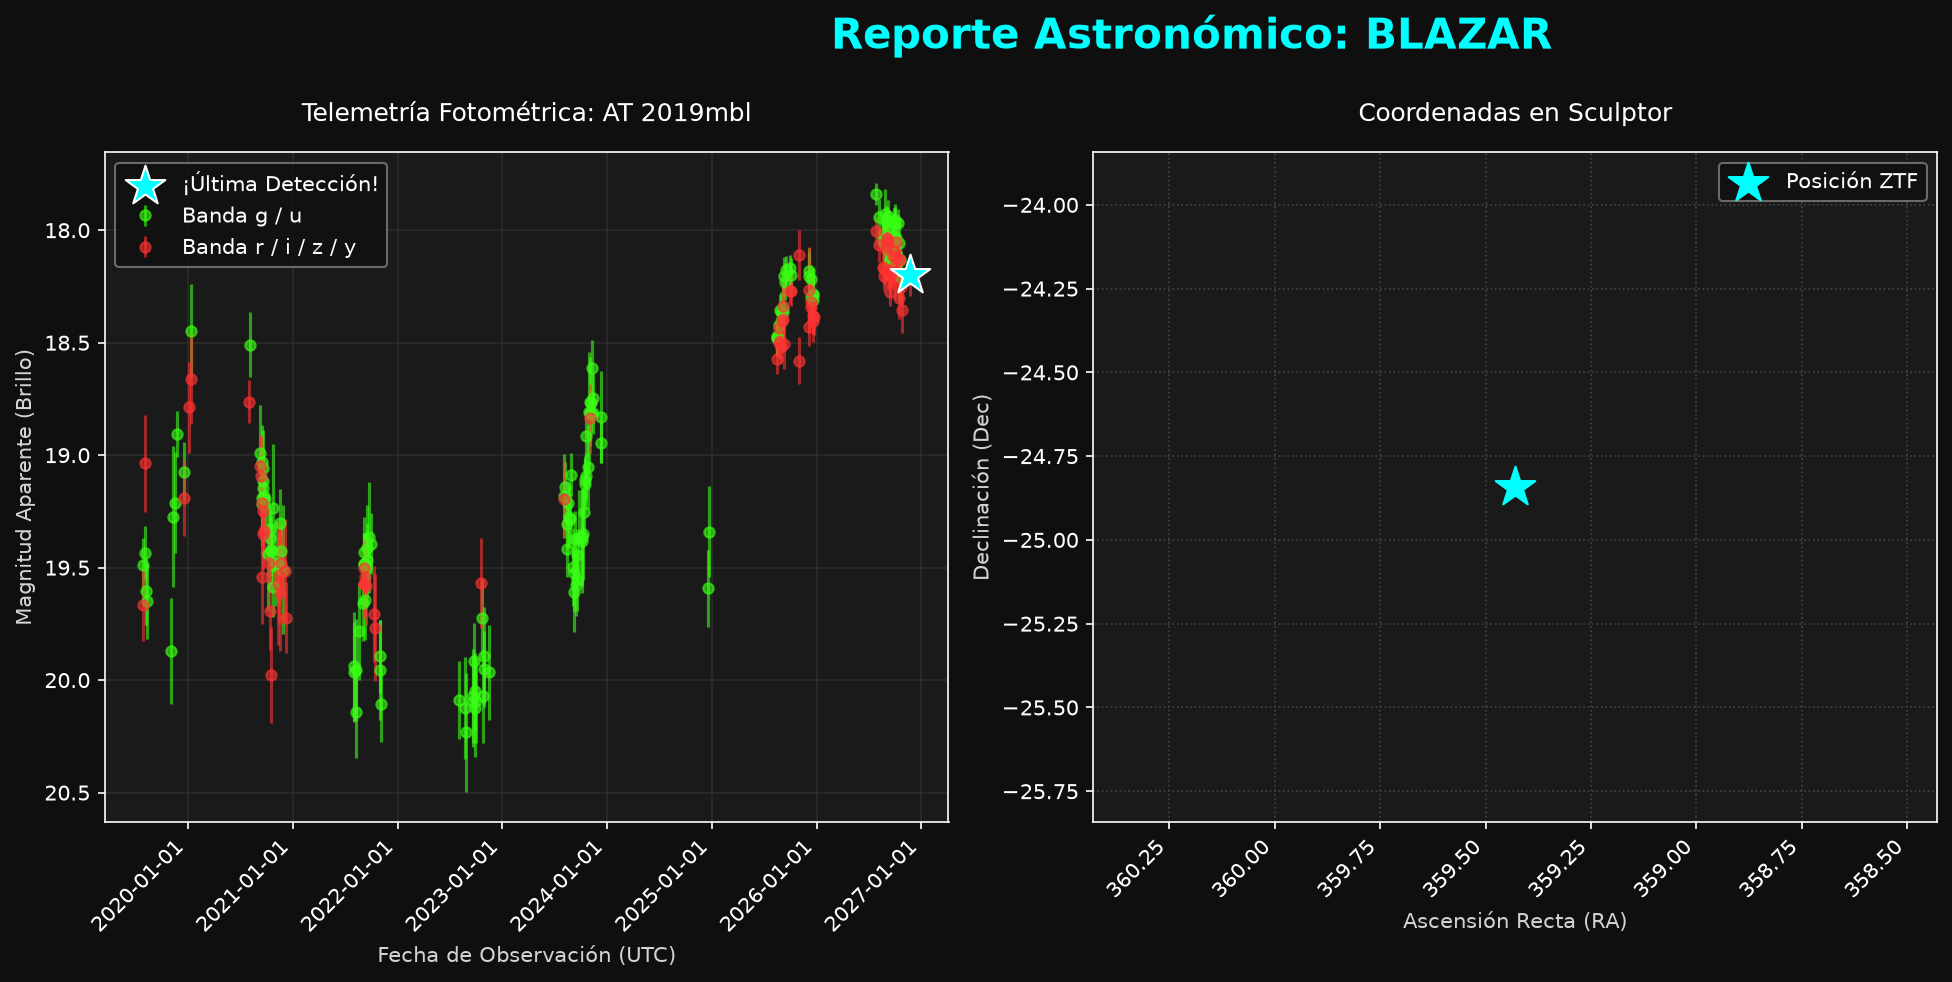 Reporte Astronómico: BLAZAR
Telemetría Fotométrica: AT 2019mbl
¡Última Detección!
Banda g / u
Banda r / i / z / y
Magnitud Aparente (Brillo)
18.0
18.5
19.0
19.5
20.0
20.5
2020-01-01
2021-01-01
2022-01-01
2023-01-01
2024-01-01
2025-01-01
2026-01-01
2027-01-01
Fecha de Observación (UTC)
Coordenadas en Sculptor
Posición ZTF
Declinación (Dec)
−24.00
−24.25
−24.50
−24.75
−25.00
−25.25
−25.50
−25.75
360.25
360.00
359.75
359.50
359.25
359.00
358.75
358.50
Ascensión Recta (RA)